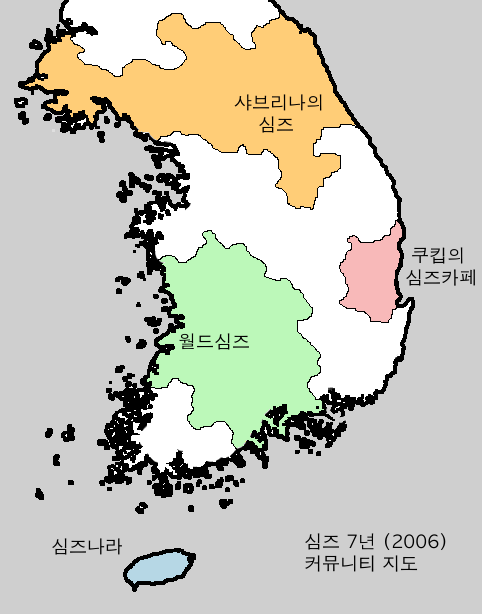 샤브리나의
심즈
쿠킵의
심즈카페
월드심즈
심즈나라
심즈 7년 (2006)
커뮤니티 지도